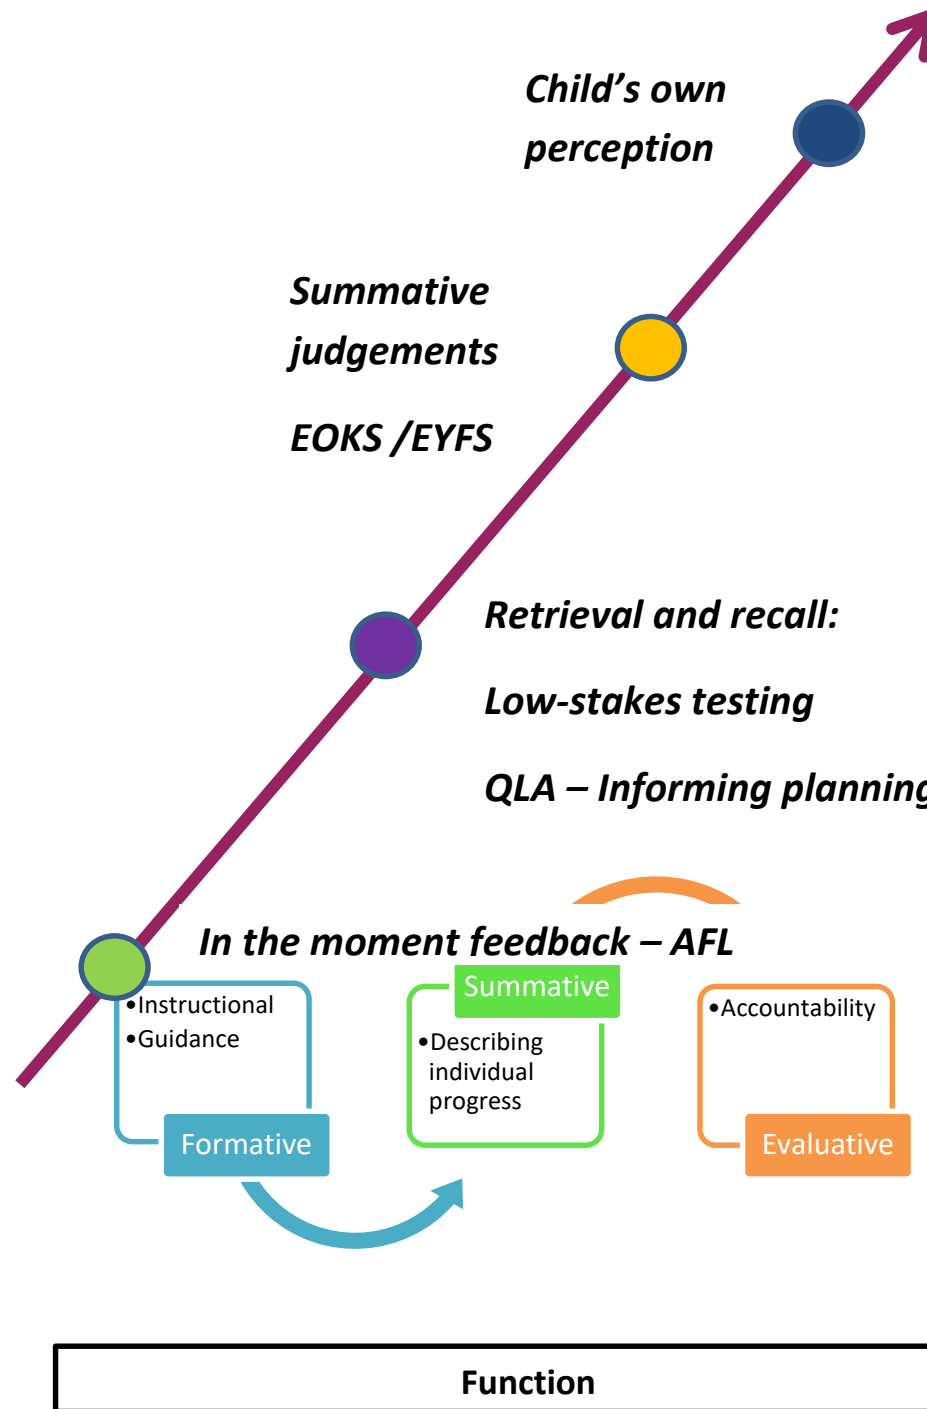 Child’s own
perception
Summative
judgements
EOKS /EYFS
Retrieval and recall:
Low-stakes testing
QLA – Informing planning
In the moment feedback – AFL
•Instructional
•Guidance
Formative
Summative
•Describing
individual
progress
•Accountability
Evaluative
Function